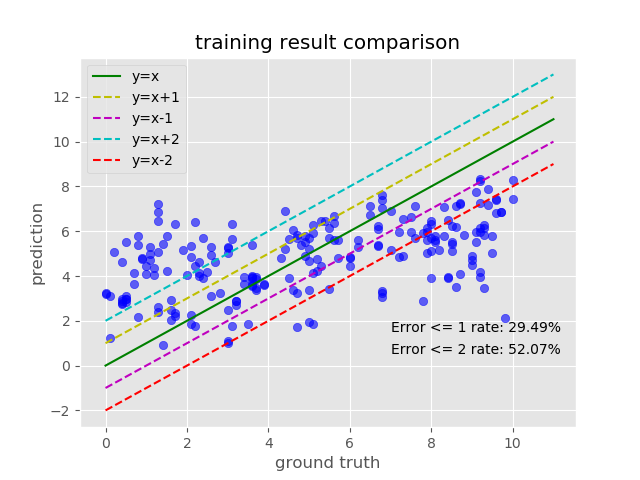 training result comparison
y=x
y=x+1
y=x-1
y=x+2
y=x-2
12
10
8
6
4
2
0
−2
prediction
Error <= 1 rate: 29.49%
Error <= 2 rate: 52.07%
0 2 4 6 8 10
ground truth